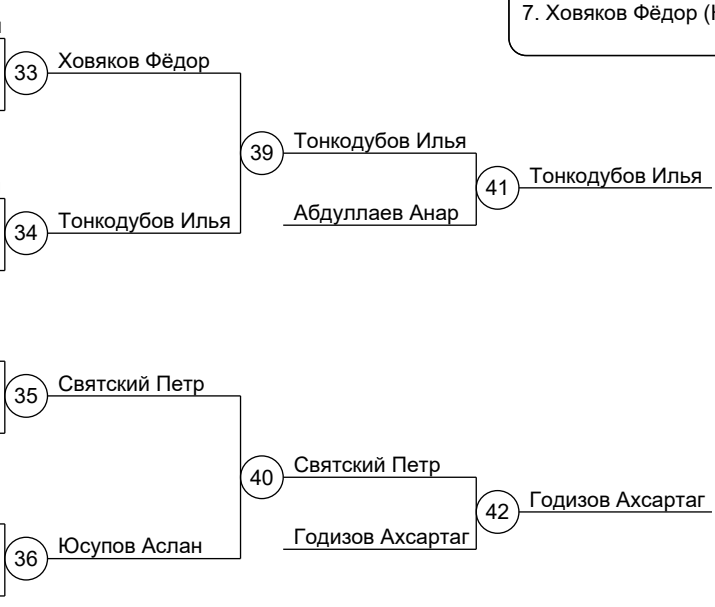 7. Ховяков Фёдор
33 Ховяков Фёдор
39 Тонкодубов Илья
41 Тонкодубов Илья
Абдуллаев Анар
34 Тонкодубов Илья
35 Святский Петр
40 Святский Петр
42 Годизов Ахсартаг
Годизов Ахсартаг
36 Юсупов Аслан